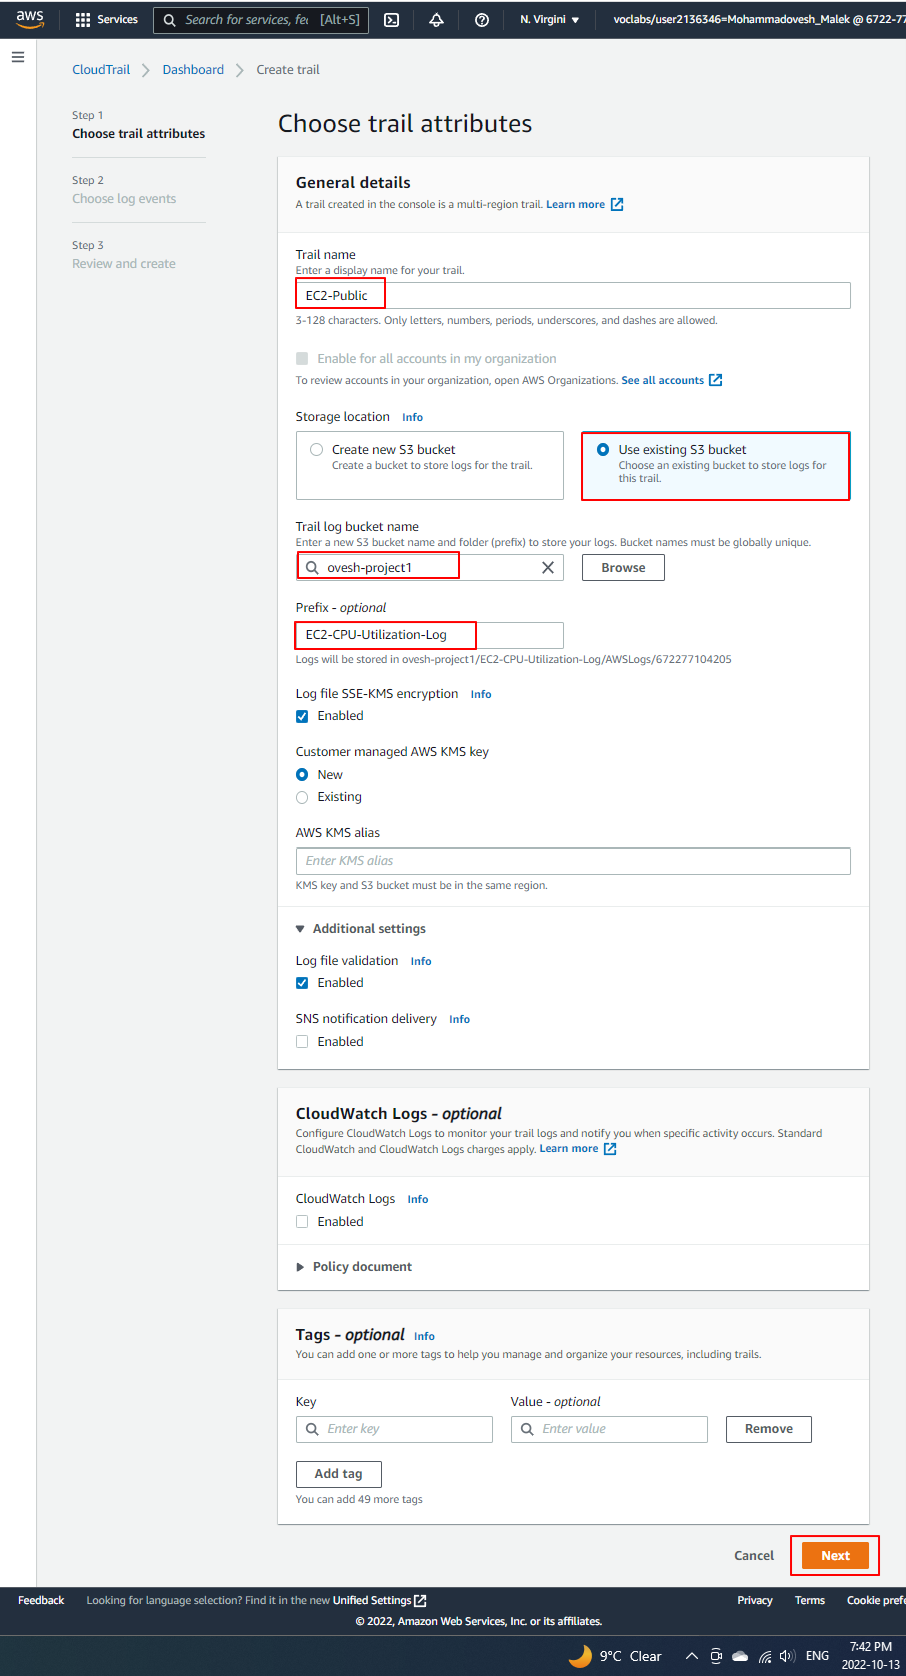 aws
Services
Search for services, fe [Alt+S]
N. Virgini
voclabs/user2136346=Mohammadovesh_Malek @ 6722-77
CloudTrail
Dashboard
Create trail
Step 1
Choose trail attributes
Step 2
Choose log events
Step 3
Review and create
Choose trail attributes
General details
A trail created in the console is a multi-region trail. Learn more
Trail name
Enter a display name for your trail.
EC2-Public
3-128 characters. Only letters, numbers, periods, underscores, and dashes are allowed.
Enable for all accounts in my organization
To review accounts in your organization, open AWS Organizations. See all accounts
Storage location Info
Create new S3 bucket
Create a bucket to store logs for the trail.
Use existing S3 bucket
Choose an existing bucket to store logs for
this trail.
Trail log bucket name
Enter a new S3 bucket name and folder (prefix) to store your logs. Bucket names must be globally unique.
ovesh-project1
Browse
Prefix - optional
EC2-CPU-Utilization-Log
Logs will be stored in ovesh-project1/EC2-CPU-Utilization-Log/AWSLogs/672277104205
Log file SSE-KMS encryption Info
Enabled
Customer managed AWS KMS key
New
Existing
AWS KMS alias
Enter KMS alias
KMS key and S3 bucket must be in the same region.
Additional settings
Log file validation Info
Enabled
SNS notification delivery Info
Enabled
CloudWatch Logs - optional
Configure CloudWatch Logs to monitor your trail logs and notify you when specific activity occurs. Standard
CloudWatch and CloudWatch Logs charges apply. Learn more
CloudWatch Logs Info
Enabled
Policy document
Tags - optional Info
You can add one or more tags to help you manage and organize your resources, including trails.
Key
Value - optional
Enter key
Enter value
Remove
Add tag
You can add 49 more tags
Cancel
Next
Feedback
Looking for language selection? Find it in the new Unified Settings
Privacy
Terms
Cookie prefe
© 2022, Amazon Web Services, Inc. or its affiliates.
9°C Clear
ENG
7:42 PM
2022-10-13